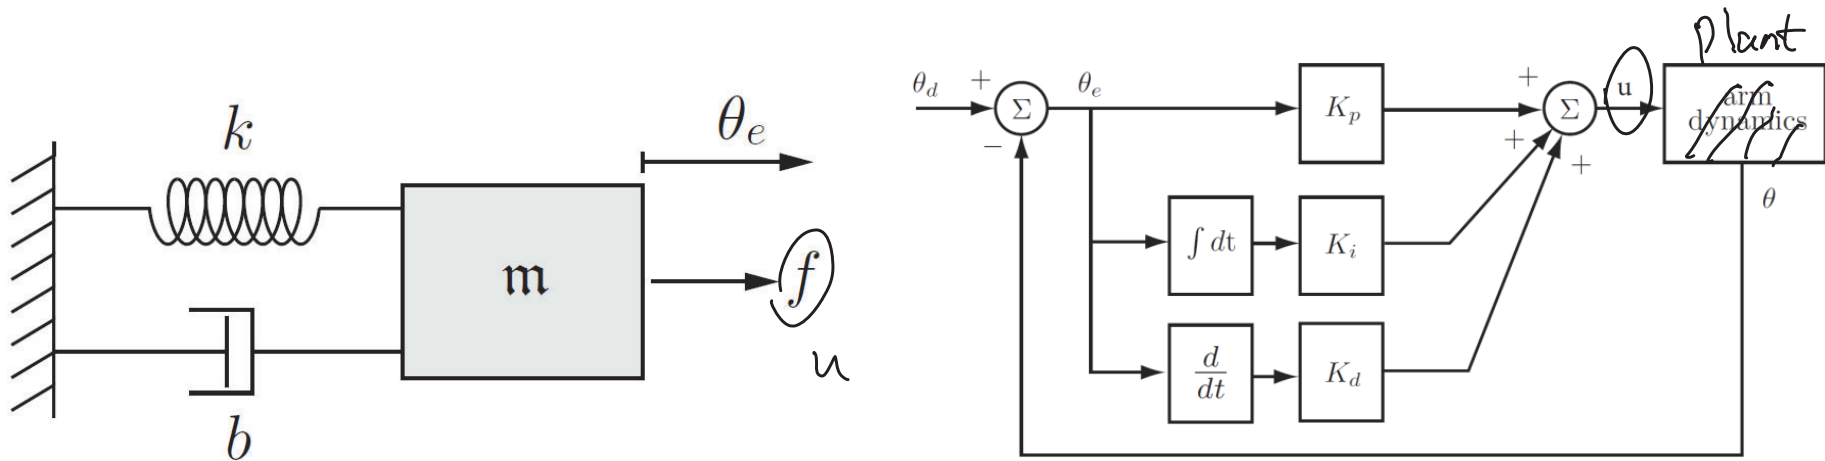 k
θ_e
m
f
u
b
plant
θ_d + Σ θ_e K_p + Σ u arm dynamics
−
+ +
∫ dt K_i
θ
d/dt K_d